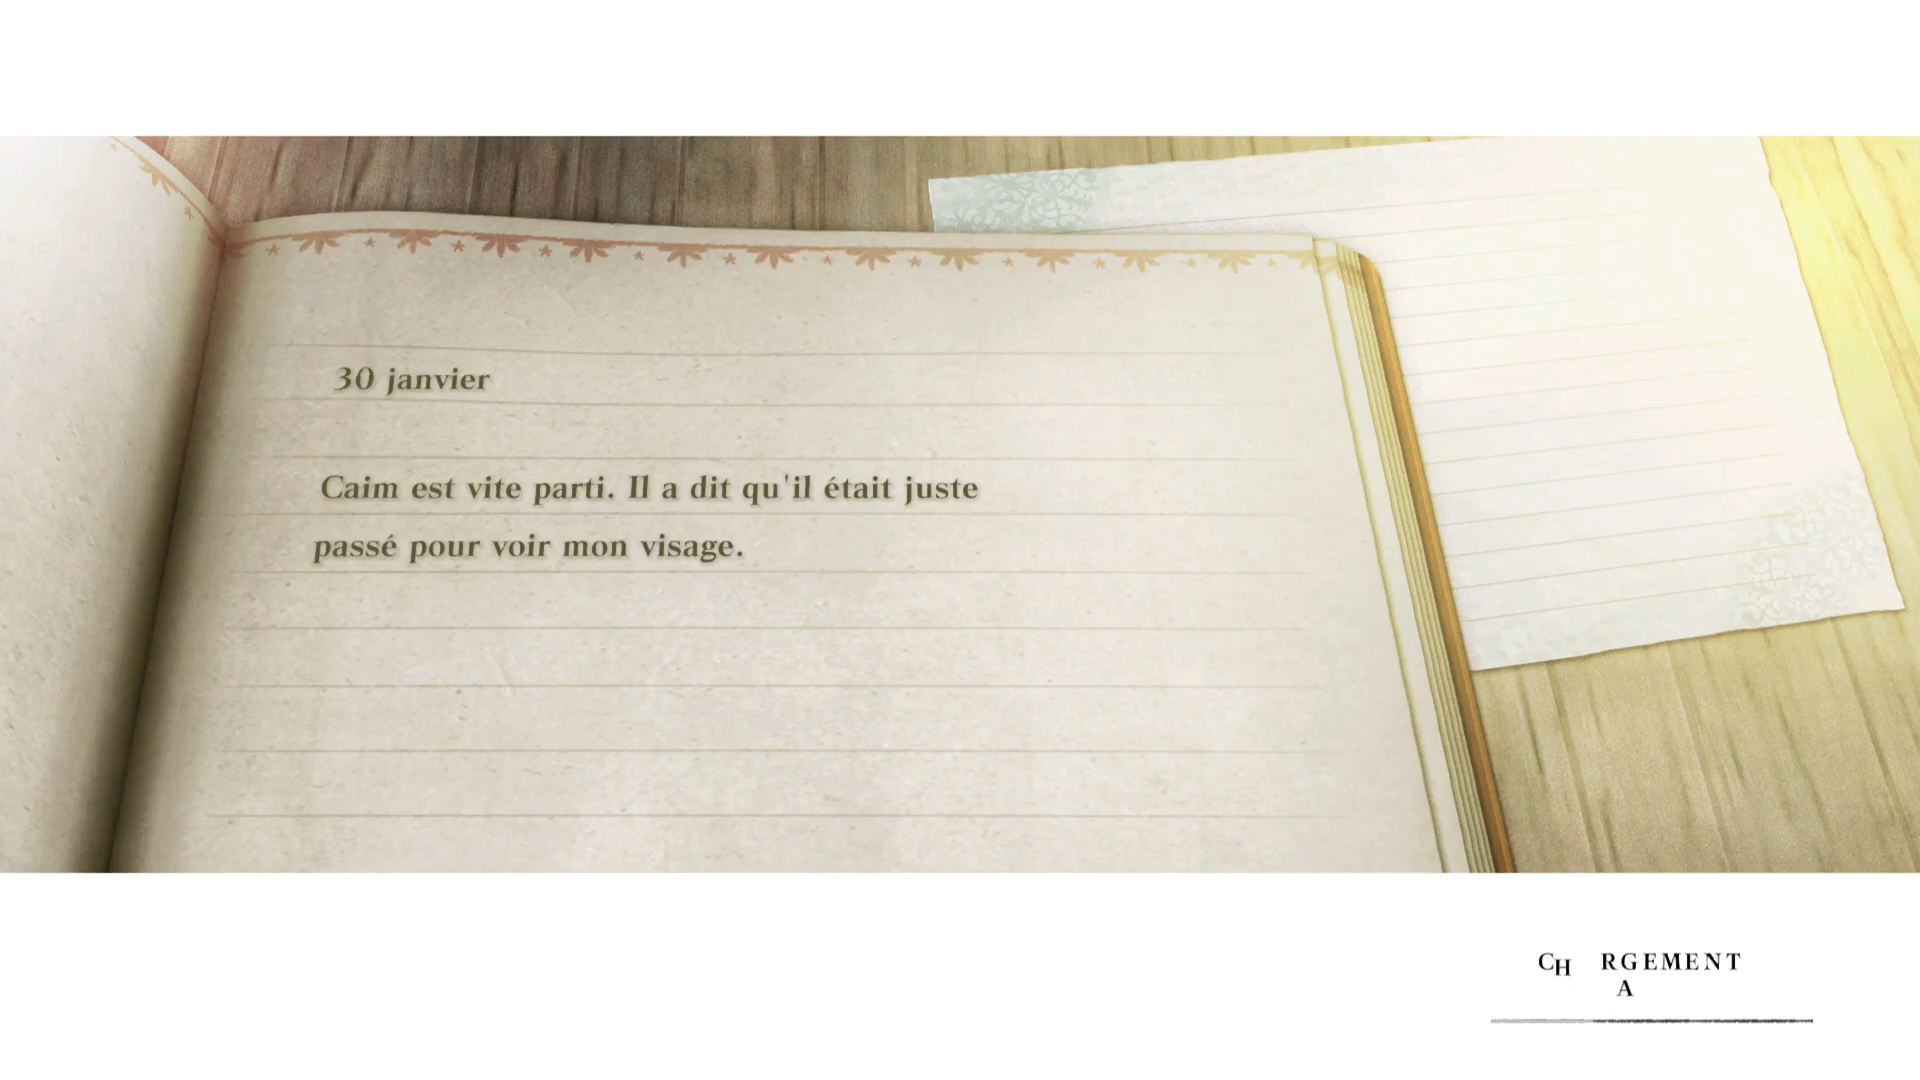 30 janvier
Caim est vite parti. Il a dit qu'il était juste
passé pour voir mon visage.
CHARGEMENT